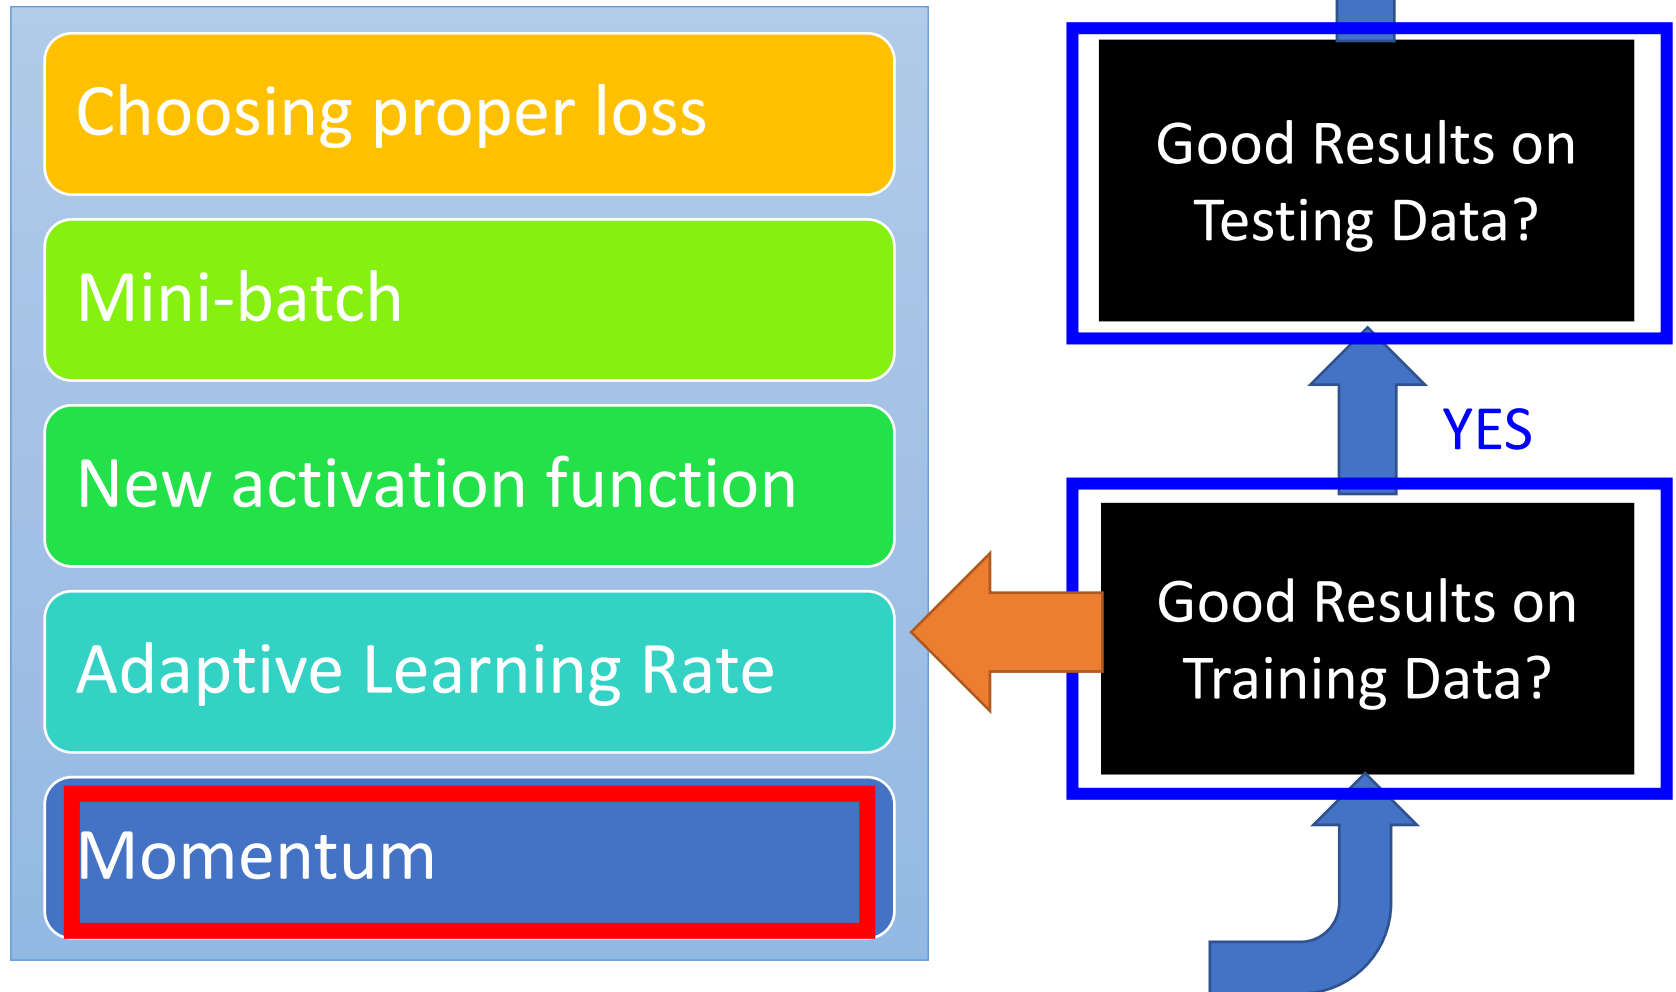 Choosing proper loss
Mini-batch
New activation function
Adaptive Learning Rate
Momentum
Good Results on
Testing Data?
YES
Good Results on
Training Data?